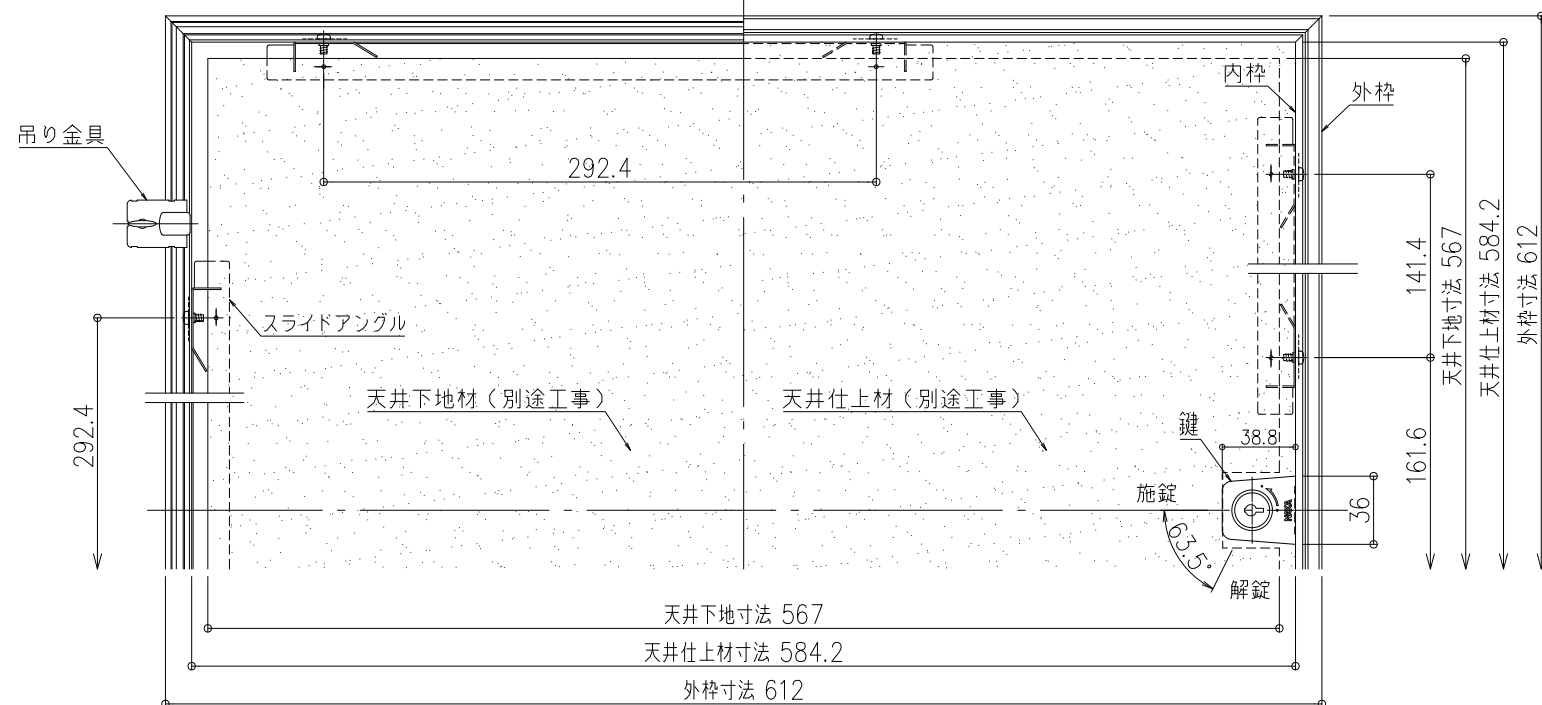 内枠
外枠
吊り金具
292.4
141.4
天井下地寸法 567
天井仕上材寸法 584.2
外枠寸法 612
スライドアングル
天井下地材(別途工事)
天井仕上材(別途工事)
292.4
鍵
38.8
161.6
施錠
36
63.5°
解錠
天井下地寸法 567
天井仕上材寸法 584.2
外枠寸法 612